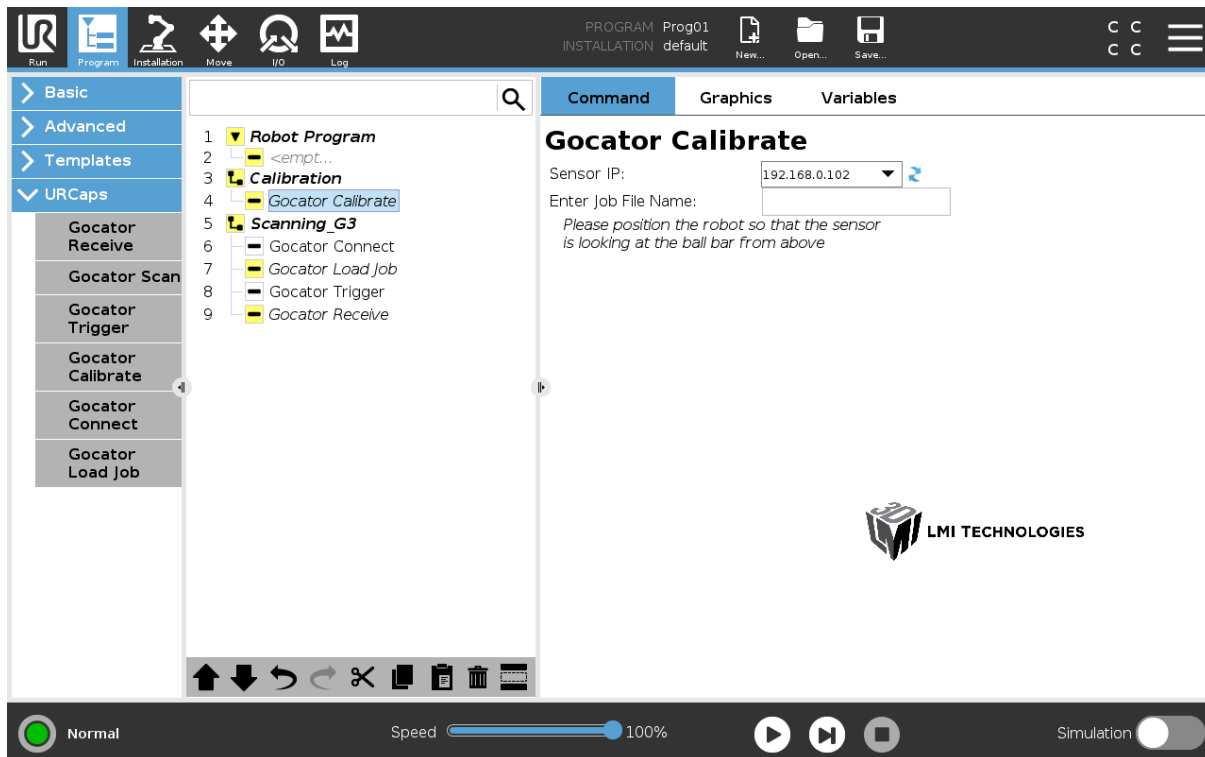 UR
PROGRAM Prog01
INSTALLATION default
Run Program Installation Move I/O Log
New... Open... Save...
C C
C C
Basic
Advanced
Templates
URCaps
Gocator
Receive
Gocator Scan
Gocator
Trigger
Gocator
Calibrate
Gocator
Connect
Gocator
Load Job
1 Robot Program
2 <empt...
3 Calibration
4 Gocator Calibrate
5 Scanning_G3
6 Gocator Connect
7 Gocator Load Job
8 Gocator Trigger
9 Gocator Receive
Command Graphics Variables
Gocator Calibrate
Sensor IP: 192.168.0.102
Enter Job File Name:
Please position the robot so that the sensor
is looking at the ball bar from above
3D
LMI
LMI TECHNOLOGIES
Normal
Speed 100%
Simulation